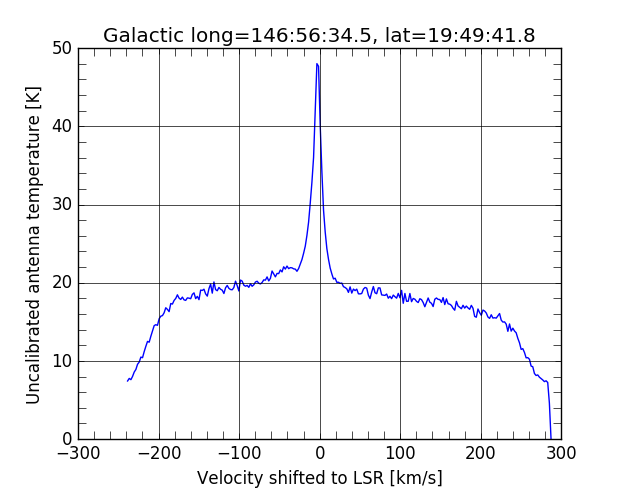 Galactic long=146:56:34.5, lat=19:49:41.8
Uncalibrated antenna temperature [K]
50
40
30
20
10
0
−300 −200 −100 0 100 200 300
Velocity shifted to LSR [km/s]